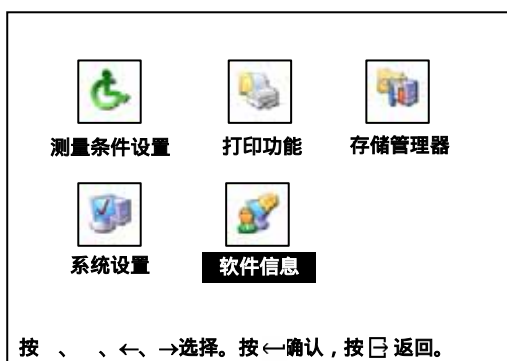 测量条件设置 打印功能 存储管理器
系统设置 软件信息
按 、 、←、→选择。按←确认，按 返回。